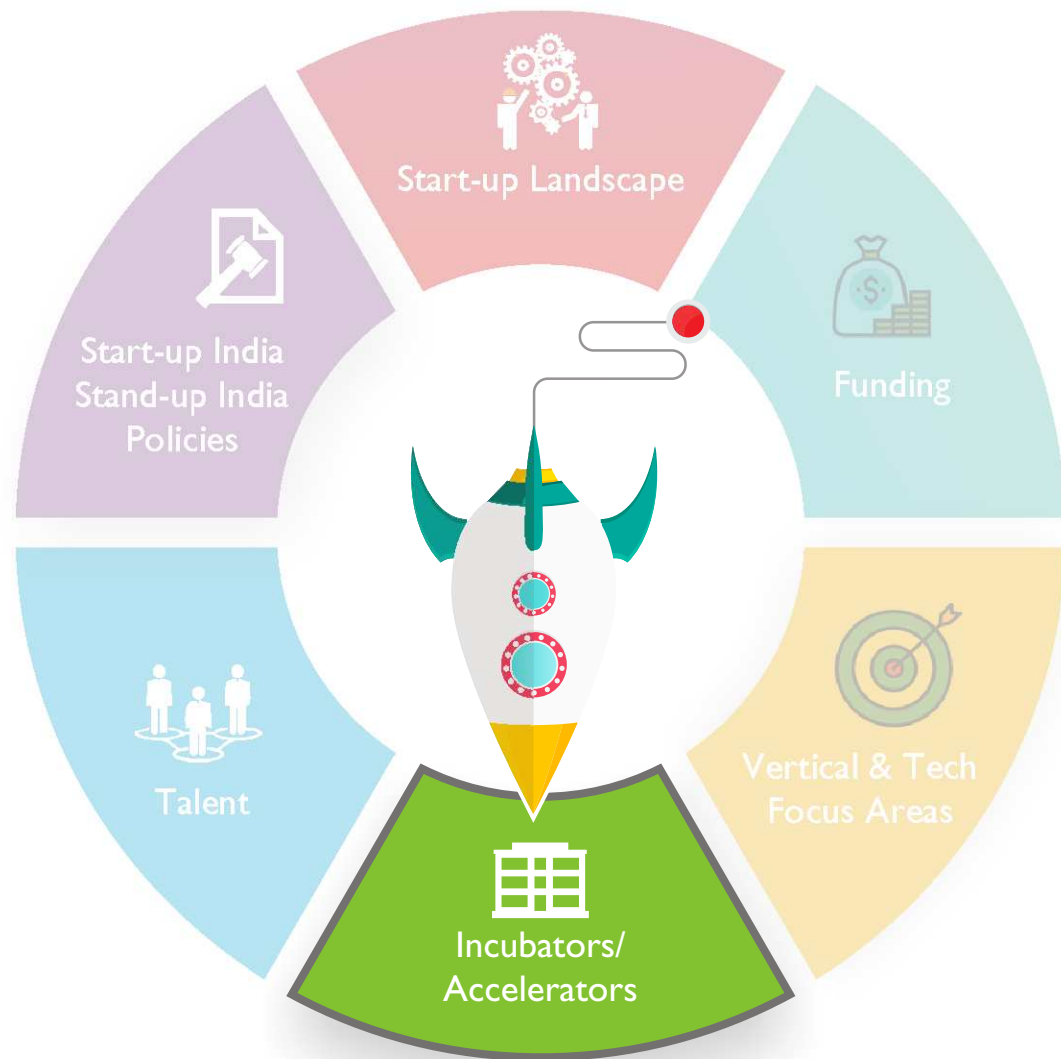 Start-up Landscape
Funding
Vertical & Tech
Focus Areas
Incubators/
Accelerators
Talent
Start-up India
Stand-up India
Policies
$